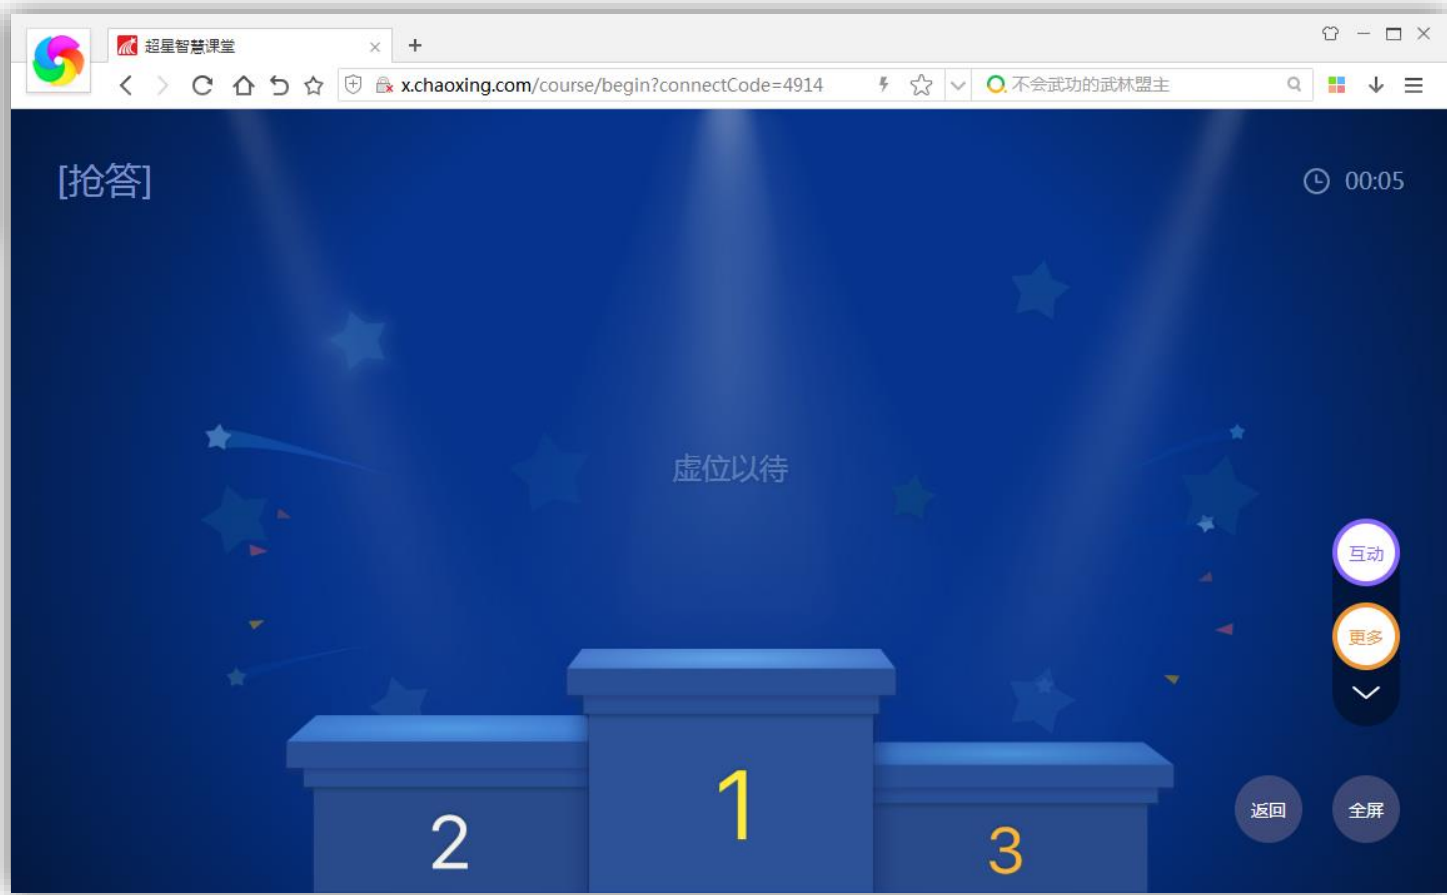 超星智慧课堂
x.chaoxing.com/course/begin?connectCode=4914
不会武功的武林盟主
[抢答]
00:05
虚位以待
互动
更多
1
2
3
返回
全屏